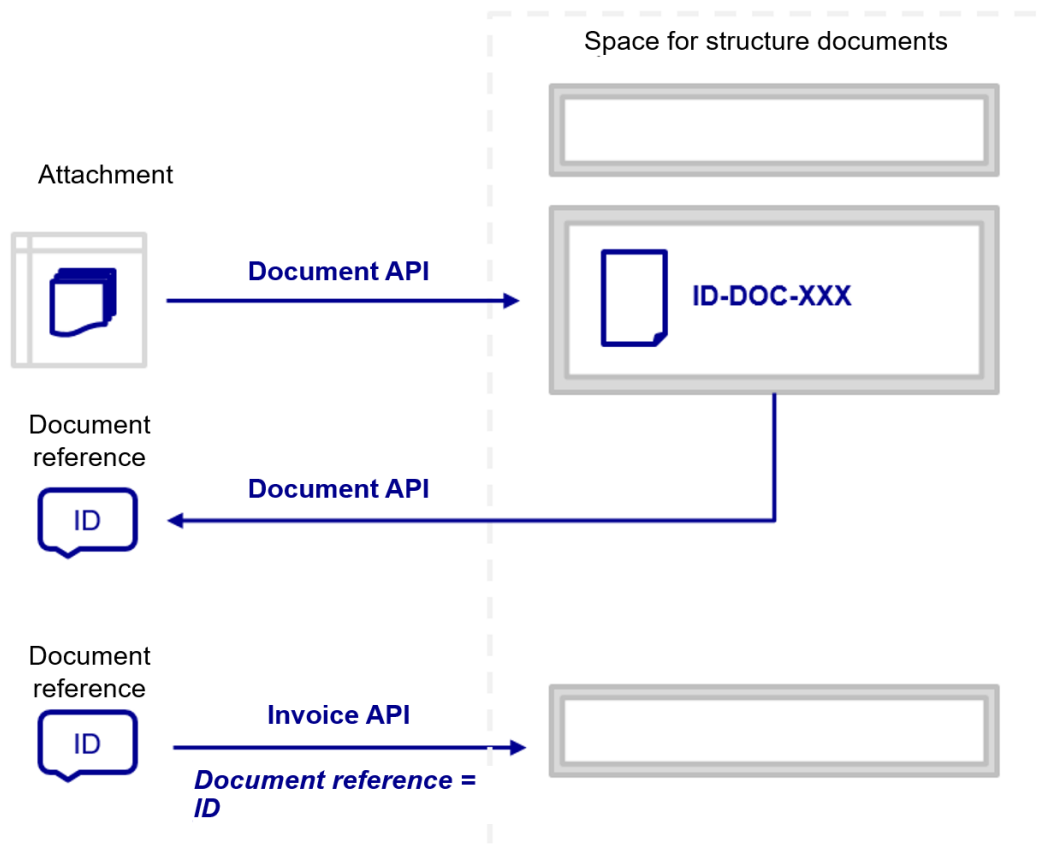 Space for structure documents
Attachment
Document API
ID-DOC-XXX
Document
reference
ID
Document API
Document
reference
ID
Invoice API
Document reference =
ID